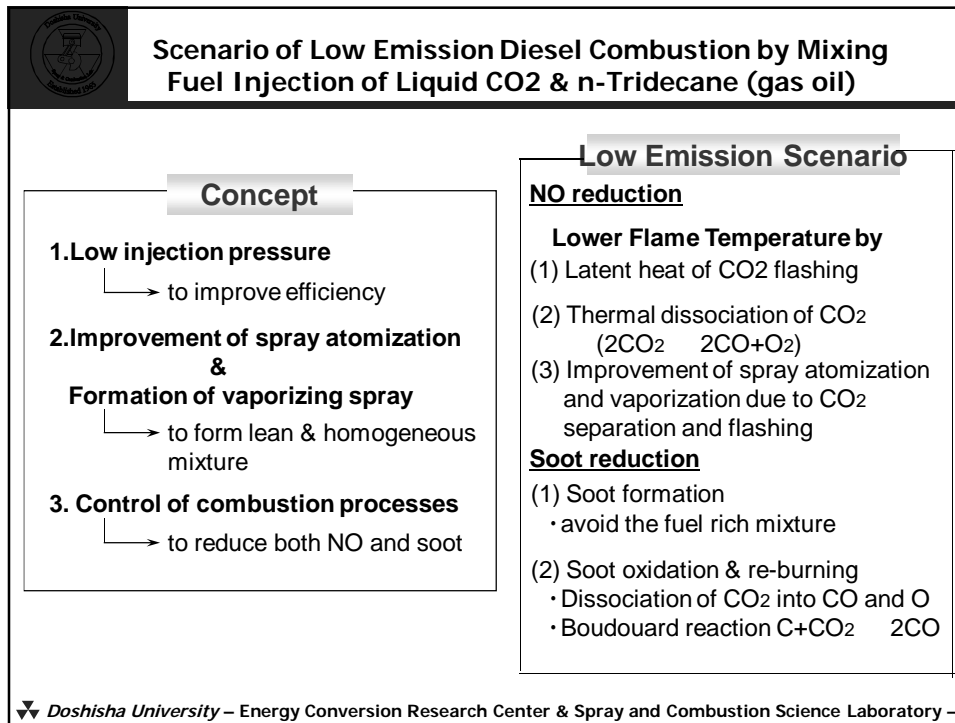 Doshisha University
Established 1965
Scenario of Low Emission Diesel Combustion by Mixing
Fuel Injection of Liquid CO2 & n-Tridecane (gas oil)
Concept
1.Low injection pressure
to improve efficiency
2.Improvement of spray atomization
&
Formation of vaporizing spray
to form lean & homogeneous
mixture
3. Control of combustion processes
to reduce both NO and soot
Low Emission Scenario
NO reduction
Lower Flame Temperature by
(1) Latent heat of CO2 flashing
(2) Thermal dissociation of CO2
(2CO2 2CO+O2)
(3) Improvement of spray atomization
and vaporization due to CO2
separation and flashing
Soot reduction
(1) Soot formation
・avoid the fuel rich mixture
(2) Soot oxidation & re-burning
・Dissociation of CO2 into CO and O
・Boudouard reaction C+CO2 2CO
Doshisha University – Energy Conversion Research Center & Spray and Combustion Science Laboratory –